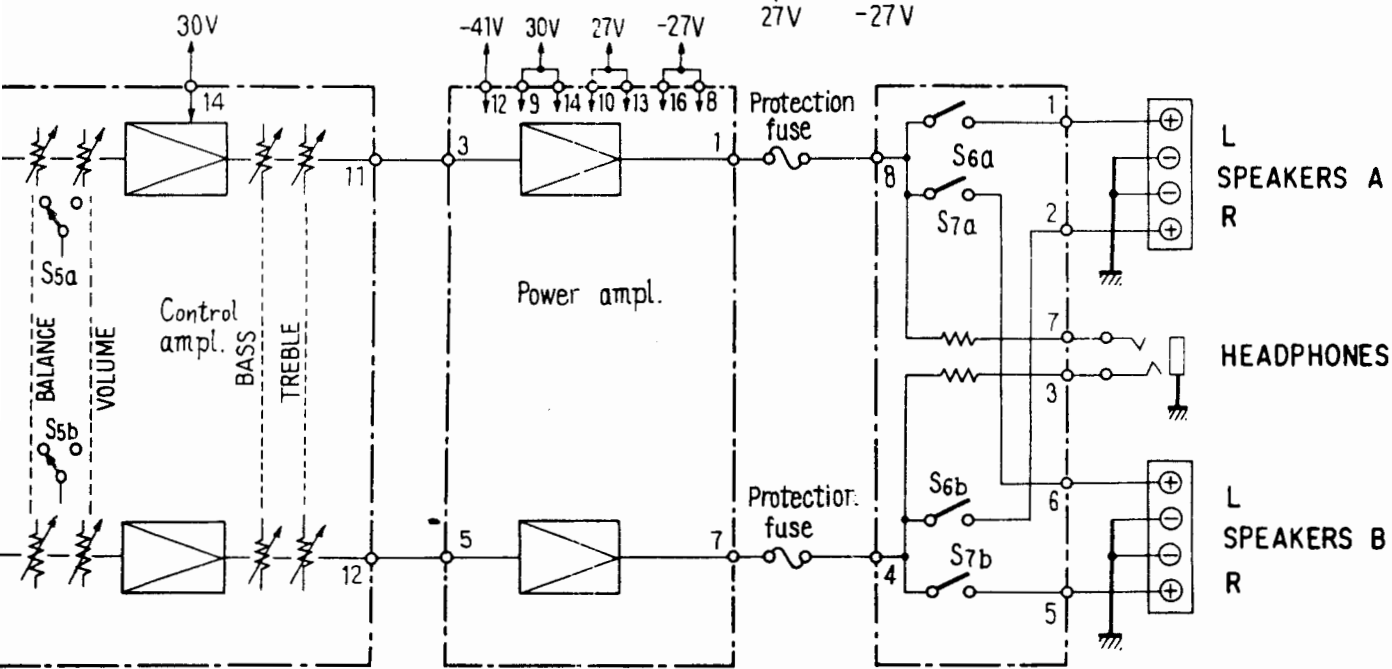 27V -27V
30V -41V 30V 27V -27V
14 12 9 14 10 13 16 8
Protection
fuse
1
3 1
11 8
S6a
S7a
2
L
SPEAKERS A
R
S5a
Control
ampl.
Power ampl.
BALANCE
VOLUME
BASS
TREBLE
7
HEADPHONES
3
S5b
S6b
6
Protection
fuse
L
SPEAKERS B
R
5 7
S7b
12 4
5